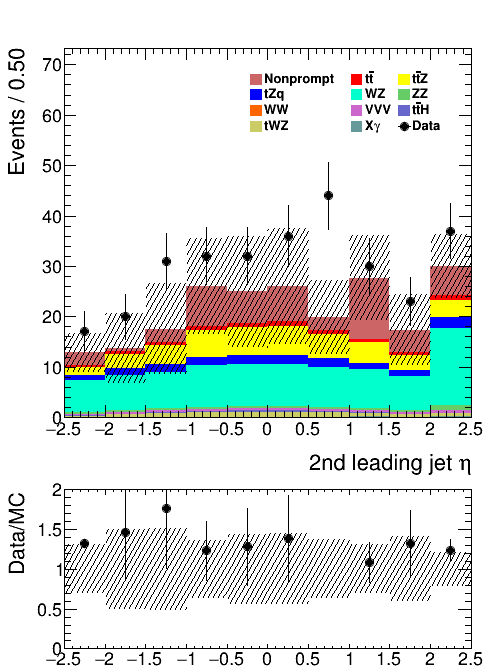 Events / 0.50
70
60
50
40
30
20
10
0
Nonprompt tt̄ tt̄Z
tZq WZ ZZ
WW VVV tt̄H
tWZ Xγ Data
−2.5 −2 −1.5 −1 −0.5 0 0.5 1 1.5 2 2.5
2nd leading jet η
Data/MC
2
1.5
1
0.5
0
−2.5 −2 −1.5 −1 −0.5 0 0.5 1 1.5 2 2.5